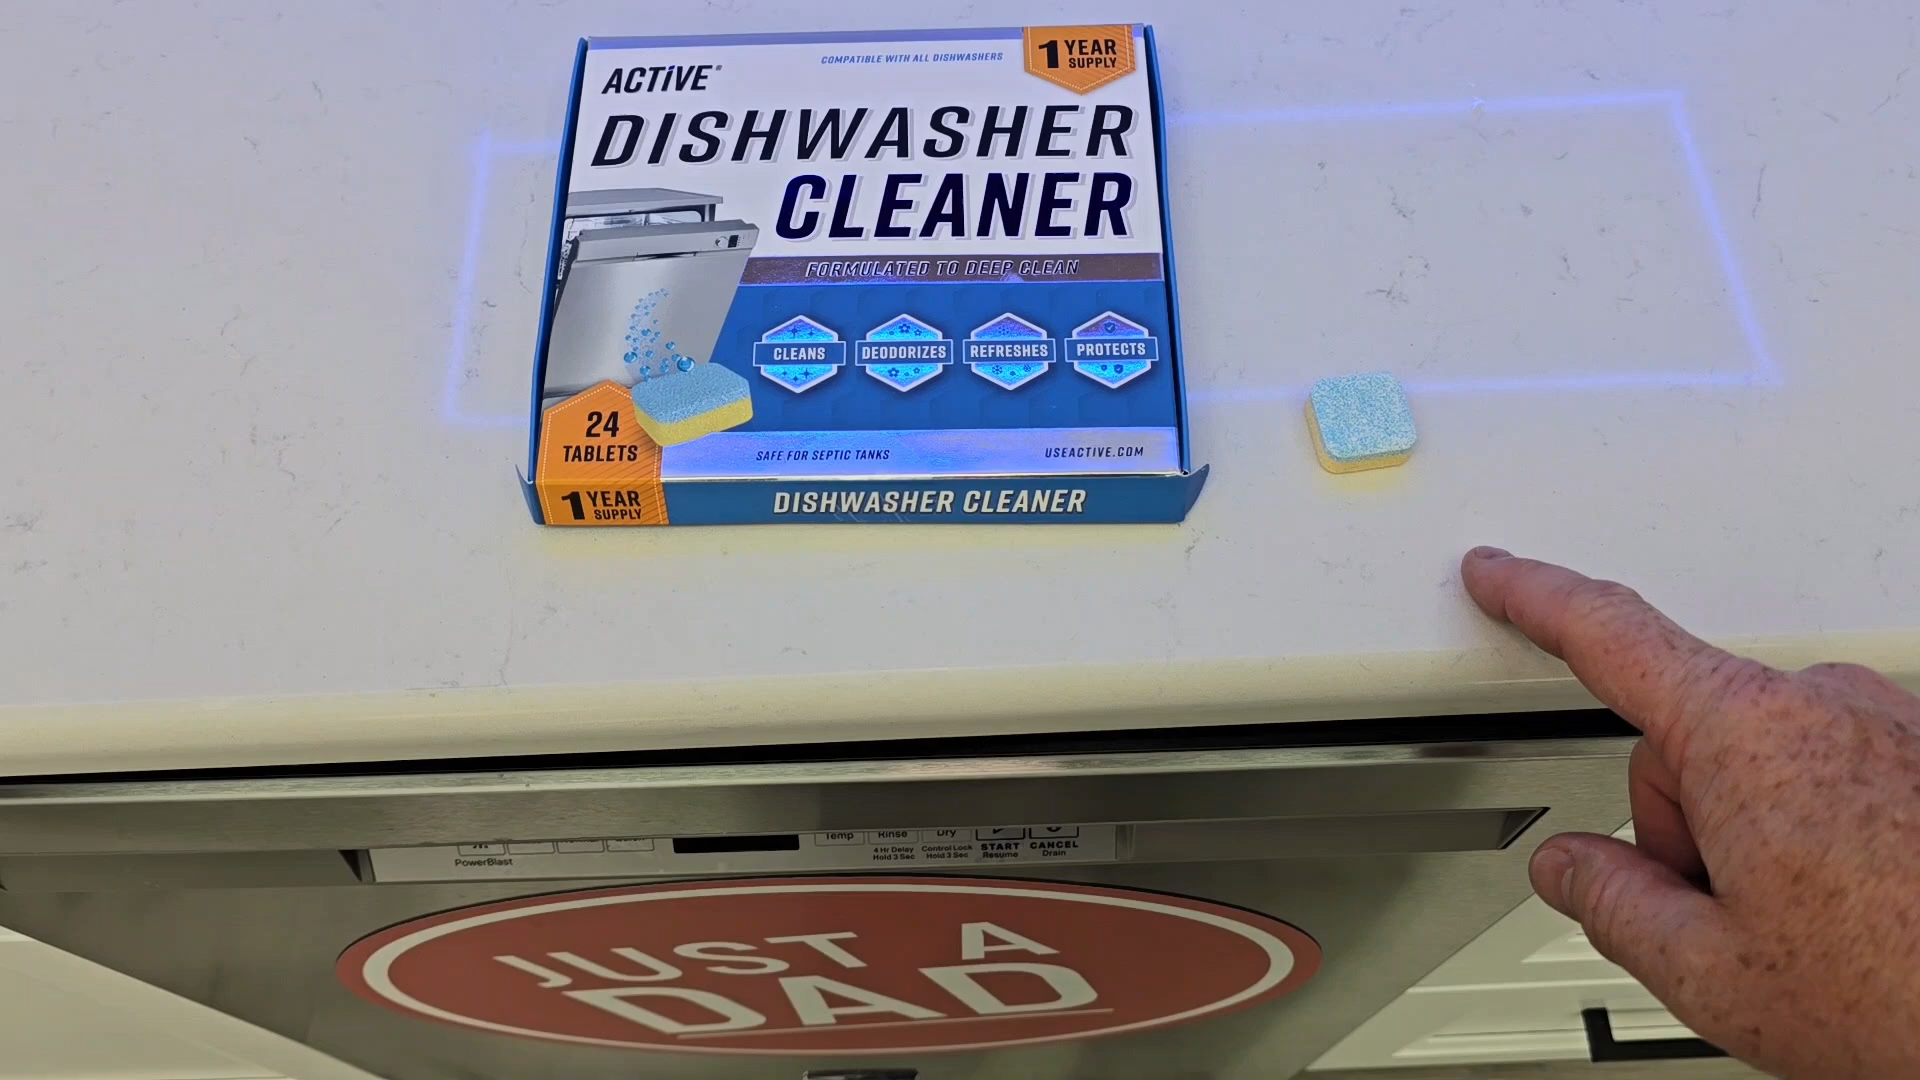 ACTiVE®
COMPATIBLE WITH ALL DISHWASHERS
1 YEAR
SUPPLY
DISHWASHER
CLEANER
FORMULATED TO DEEP CLEAN
CLEANS
DEODORIZES
REFRESHES
PROTECTS
24
TABLETS
SAFE FOR SEPTIC TANKS
USEACTIVE.COM
1 YEAR
SUPPLY
DISHWASHER CLEANER
PowerBlast
Temp
Rinse
Dry
4 Hr Delay
Hold 3 Sec
Control Lock
Hold 3 Sec
START
Resume
CANCEL
Drain
JUST A
DAD